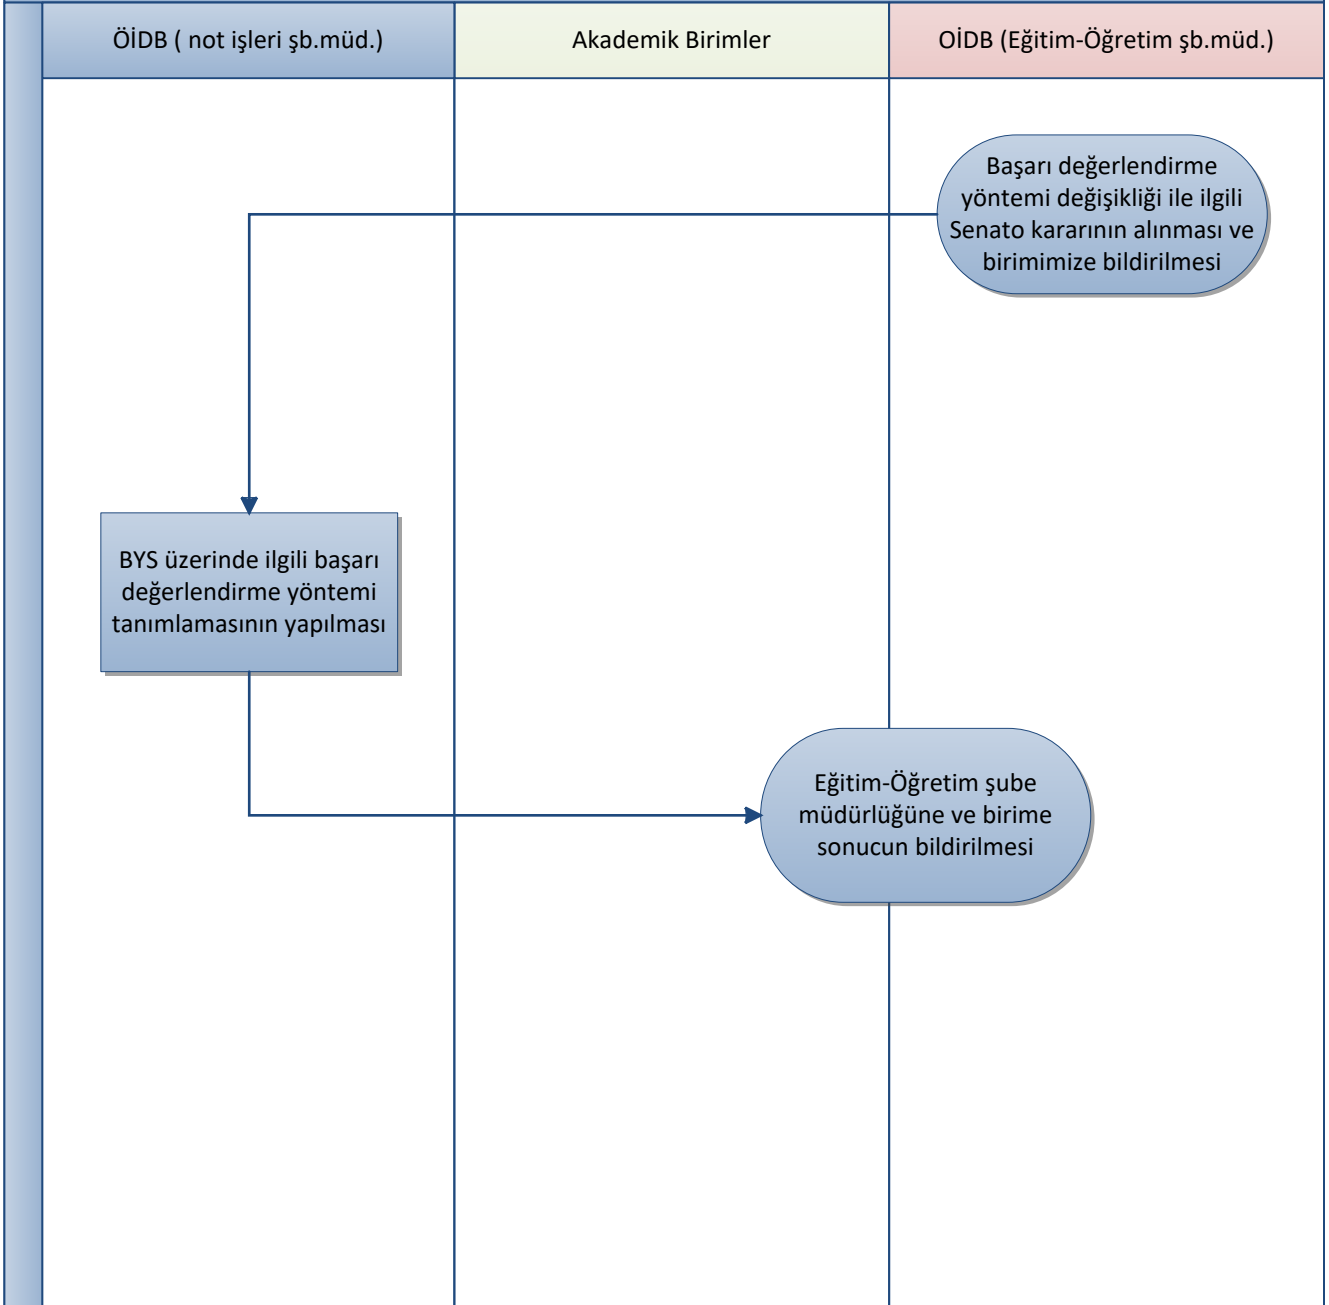 ÖİDB ( not işleri şb.müd.)
Akademik Birimler
OİDB (Eğitim-Öğretim şb.müd.)
Başarı değerlendirme
yöntemi değişikliği ile ilgili
Senato kararının alınması ve
birimimize bildirilmesi
BYS üzerinde ilgili başarı
değerlendirme yöntemi
tanımlamasının yapılması
Eğitim-Öğretim şube
müdürlüğüne ve birime
sonucun bildirilmesi